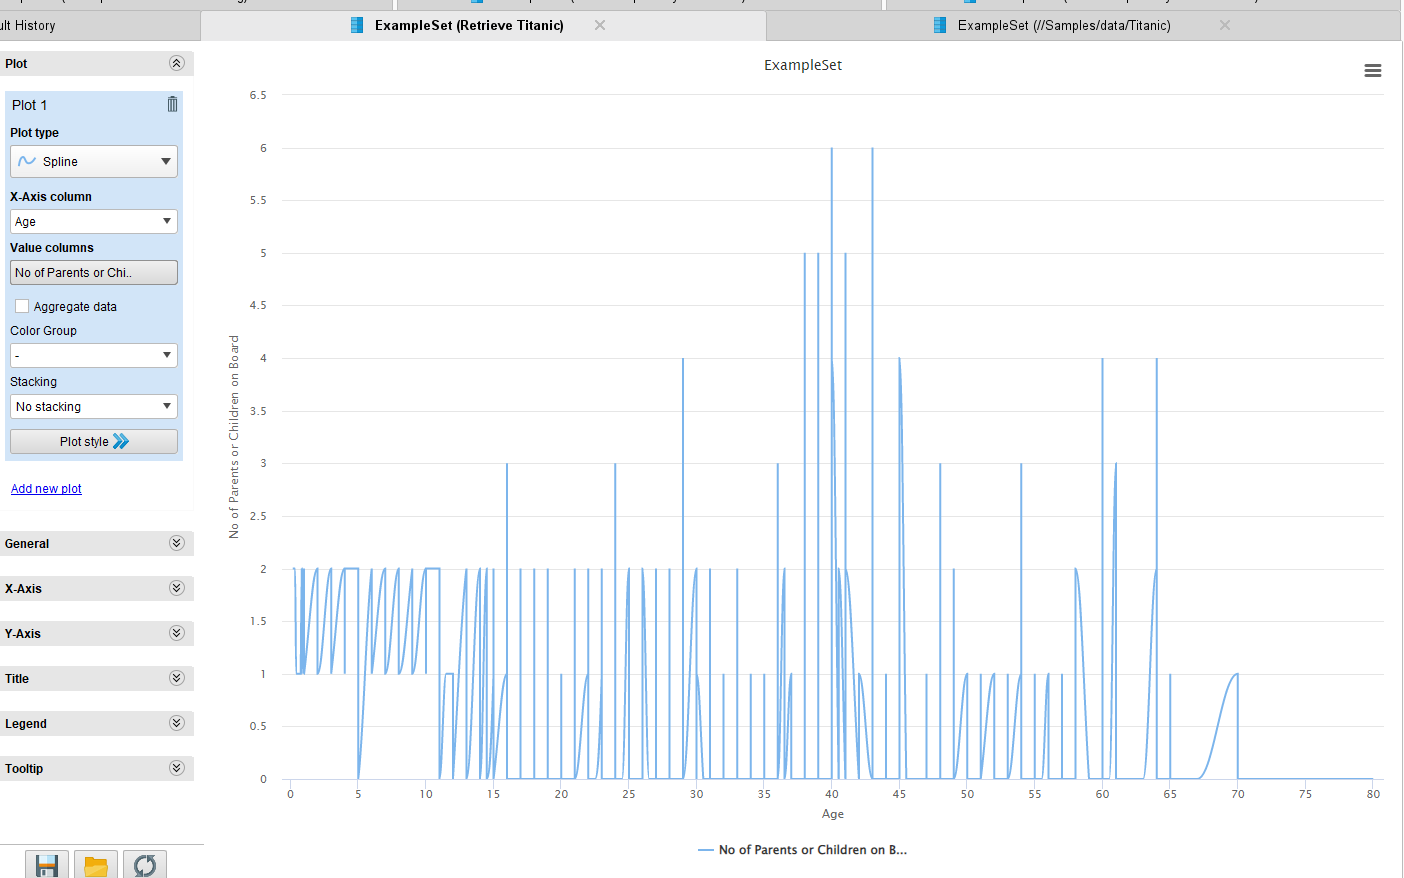 ult History
ExampleSet (Retrieve Titanic)
ExampleSet (//Samples/data/Titanic)
Plot
Plot 1
Plot type
Spline
X-Axis column
Age
Value columns
No of Parents or Chi..
Aggregate data
Color Group
-
Stacking
No stacking
Plot style
Add new plot
General
X-Axis
Y-Axis
Title
Legend
Tooltip
ExampleSet
No of Parents or Children on Board
6.5
6
5.5
5
4.5
4
3.5
3
2.5
2
1.5
1
0.5
0
0 5 10 15 20 25 30 35 40 45 50 55 60 65 70 75 80
Age
No of Parents or Children on B...